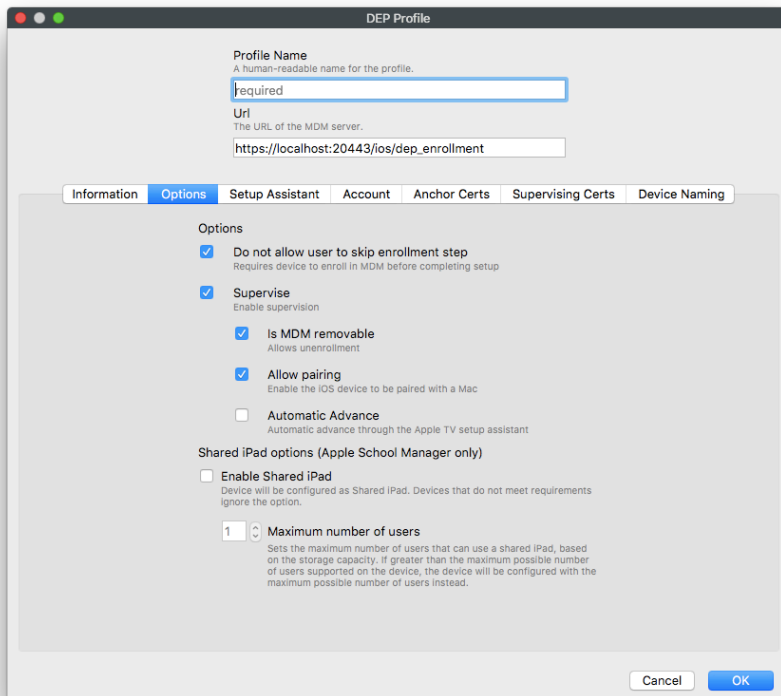 DEP Profile
Profile Name
A human-readable name for the profile.
required
Url
The URL of the MDM server.
https://localhost:20443/ios/dep_enrollment
Information Options Setup Assistant Account Anchor Certs Supervising Certs Device Naming
Options
Do not allow user to skip enrollment step
Requires device to enroll in MDM before completing setup
Supervise
Enable supervision
Is MDM removable
Allows unenrollment
Allow pairing
Enable the iOS device to be paired with a Mac
Automatic Advance
Automatic advance through the Apple TV setup assistant
Shared iPad options (Apple School Manager only)
Enable Shared iPad
Device will be configured as Shared iPad. Devices that do not meet requirements
ignore the option.
1 Maximum number of users
Sets the maximum number of users that can use a shared iPad, based
on the storage capacity. If greater than the maximum possible number
of users supported on the device, the device will be configured with the
maximum possible number of users instead.
Cancel OK